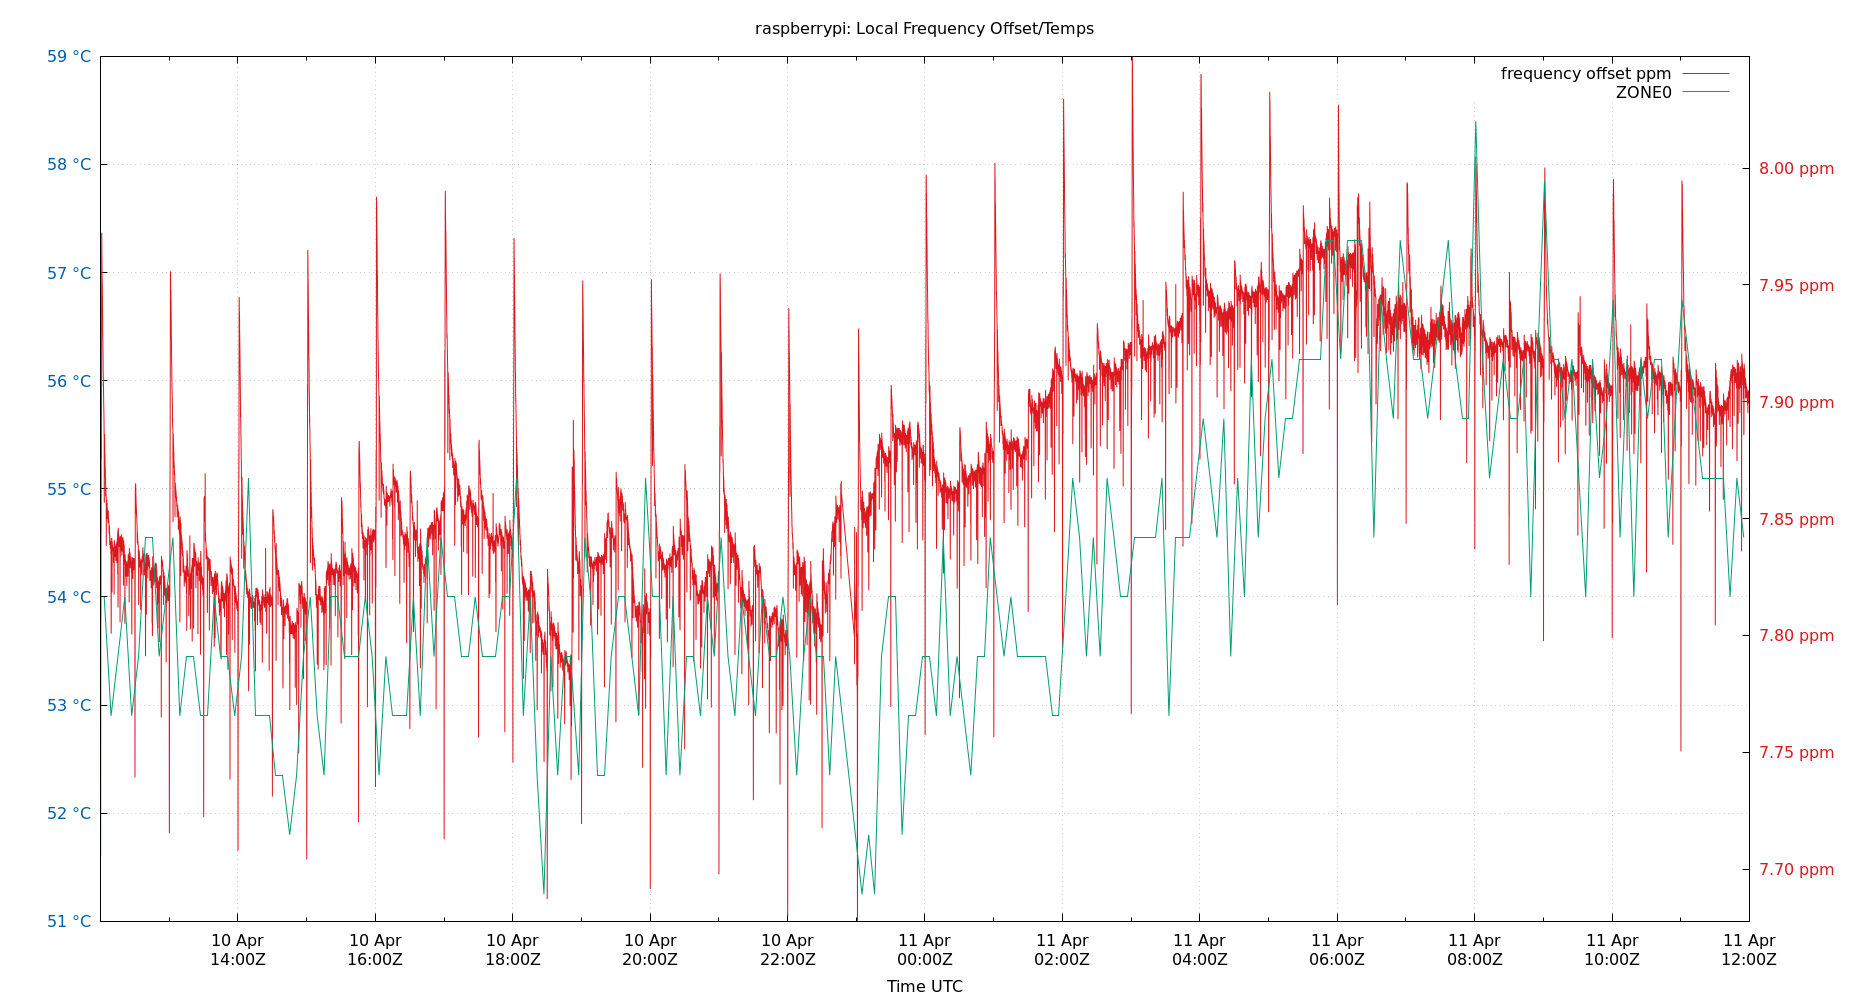 raspberrypi: Local Frequency Offset/Temps
59 °C
58 °C
57 °C
56 °C
55 °C
54 °C
53 °C
52 °C
51 °C
frequency offset ppm
ZONE0
8.00 ppm
7.95 ppm
7.90 ppm
7.85 ppm
7.80 ppm
7.75 ppm
7.70 ppm
10 Apr
14:00Z
10 Apr
16:00Z
10 Apr
18:00Z
10 Apr
20:00Z
10 Apr
22:00Z
11 Apr
00:00Z
11 Apr
02:00Z
11 Apr
04:00Z
11 Apr
06:00Z
11 Apr
08:00Z
11 Apr
10:00Z
11 Apr
12:00Z
Time UTC